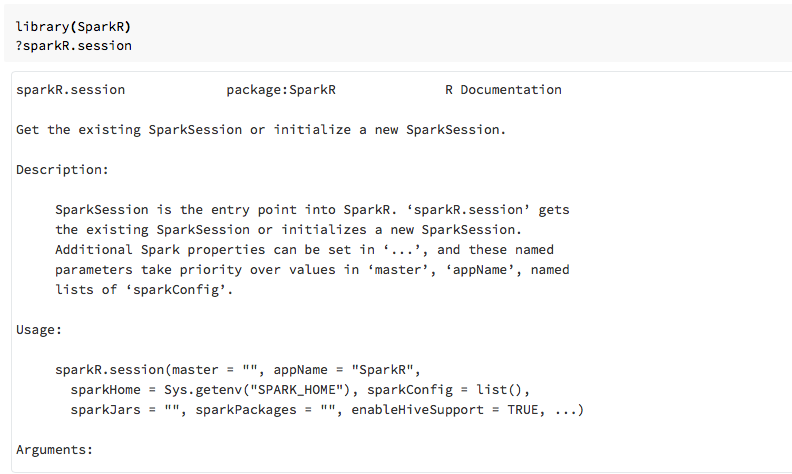 library(SparkR)
?sparkR.session
sparkR.session package:SparkR R Documentation
Get the existing SparkSession or initialize a new SparkSession.
Description:
SparkSession is the entry point into SparkR. ‘sparkR.session’ gets
the existing SparkSession or initializes a new SparkSession.
Additional Spark properties can be set in ‘...’, and these named
parameters take priority over values in ‘master’, ‘appName’, named
lists of ‘sparkConfig’.
Usage:
sparkR.session(master = "", appName = "SparkR",
sparkHome = Sys.getenv("SPARK_HOME"), sparkConfig = list(),
sparkJars = "", sparkPackages = "", enableHiveSupport = TRUE, ...)
Arguments: